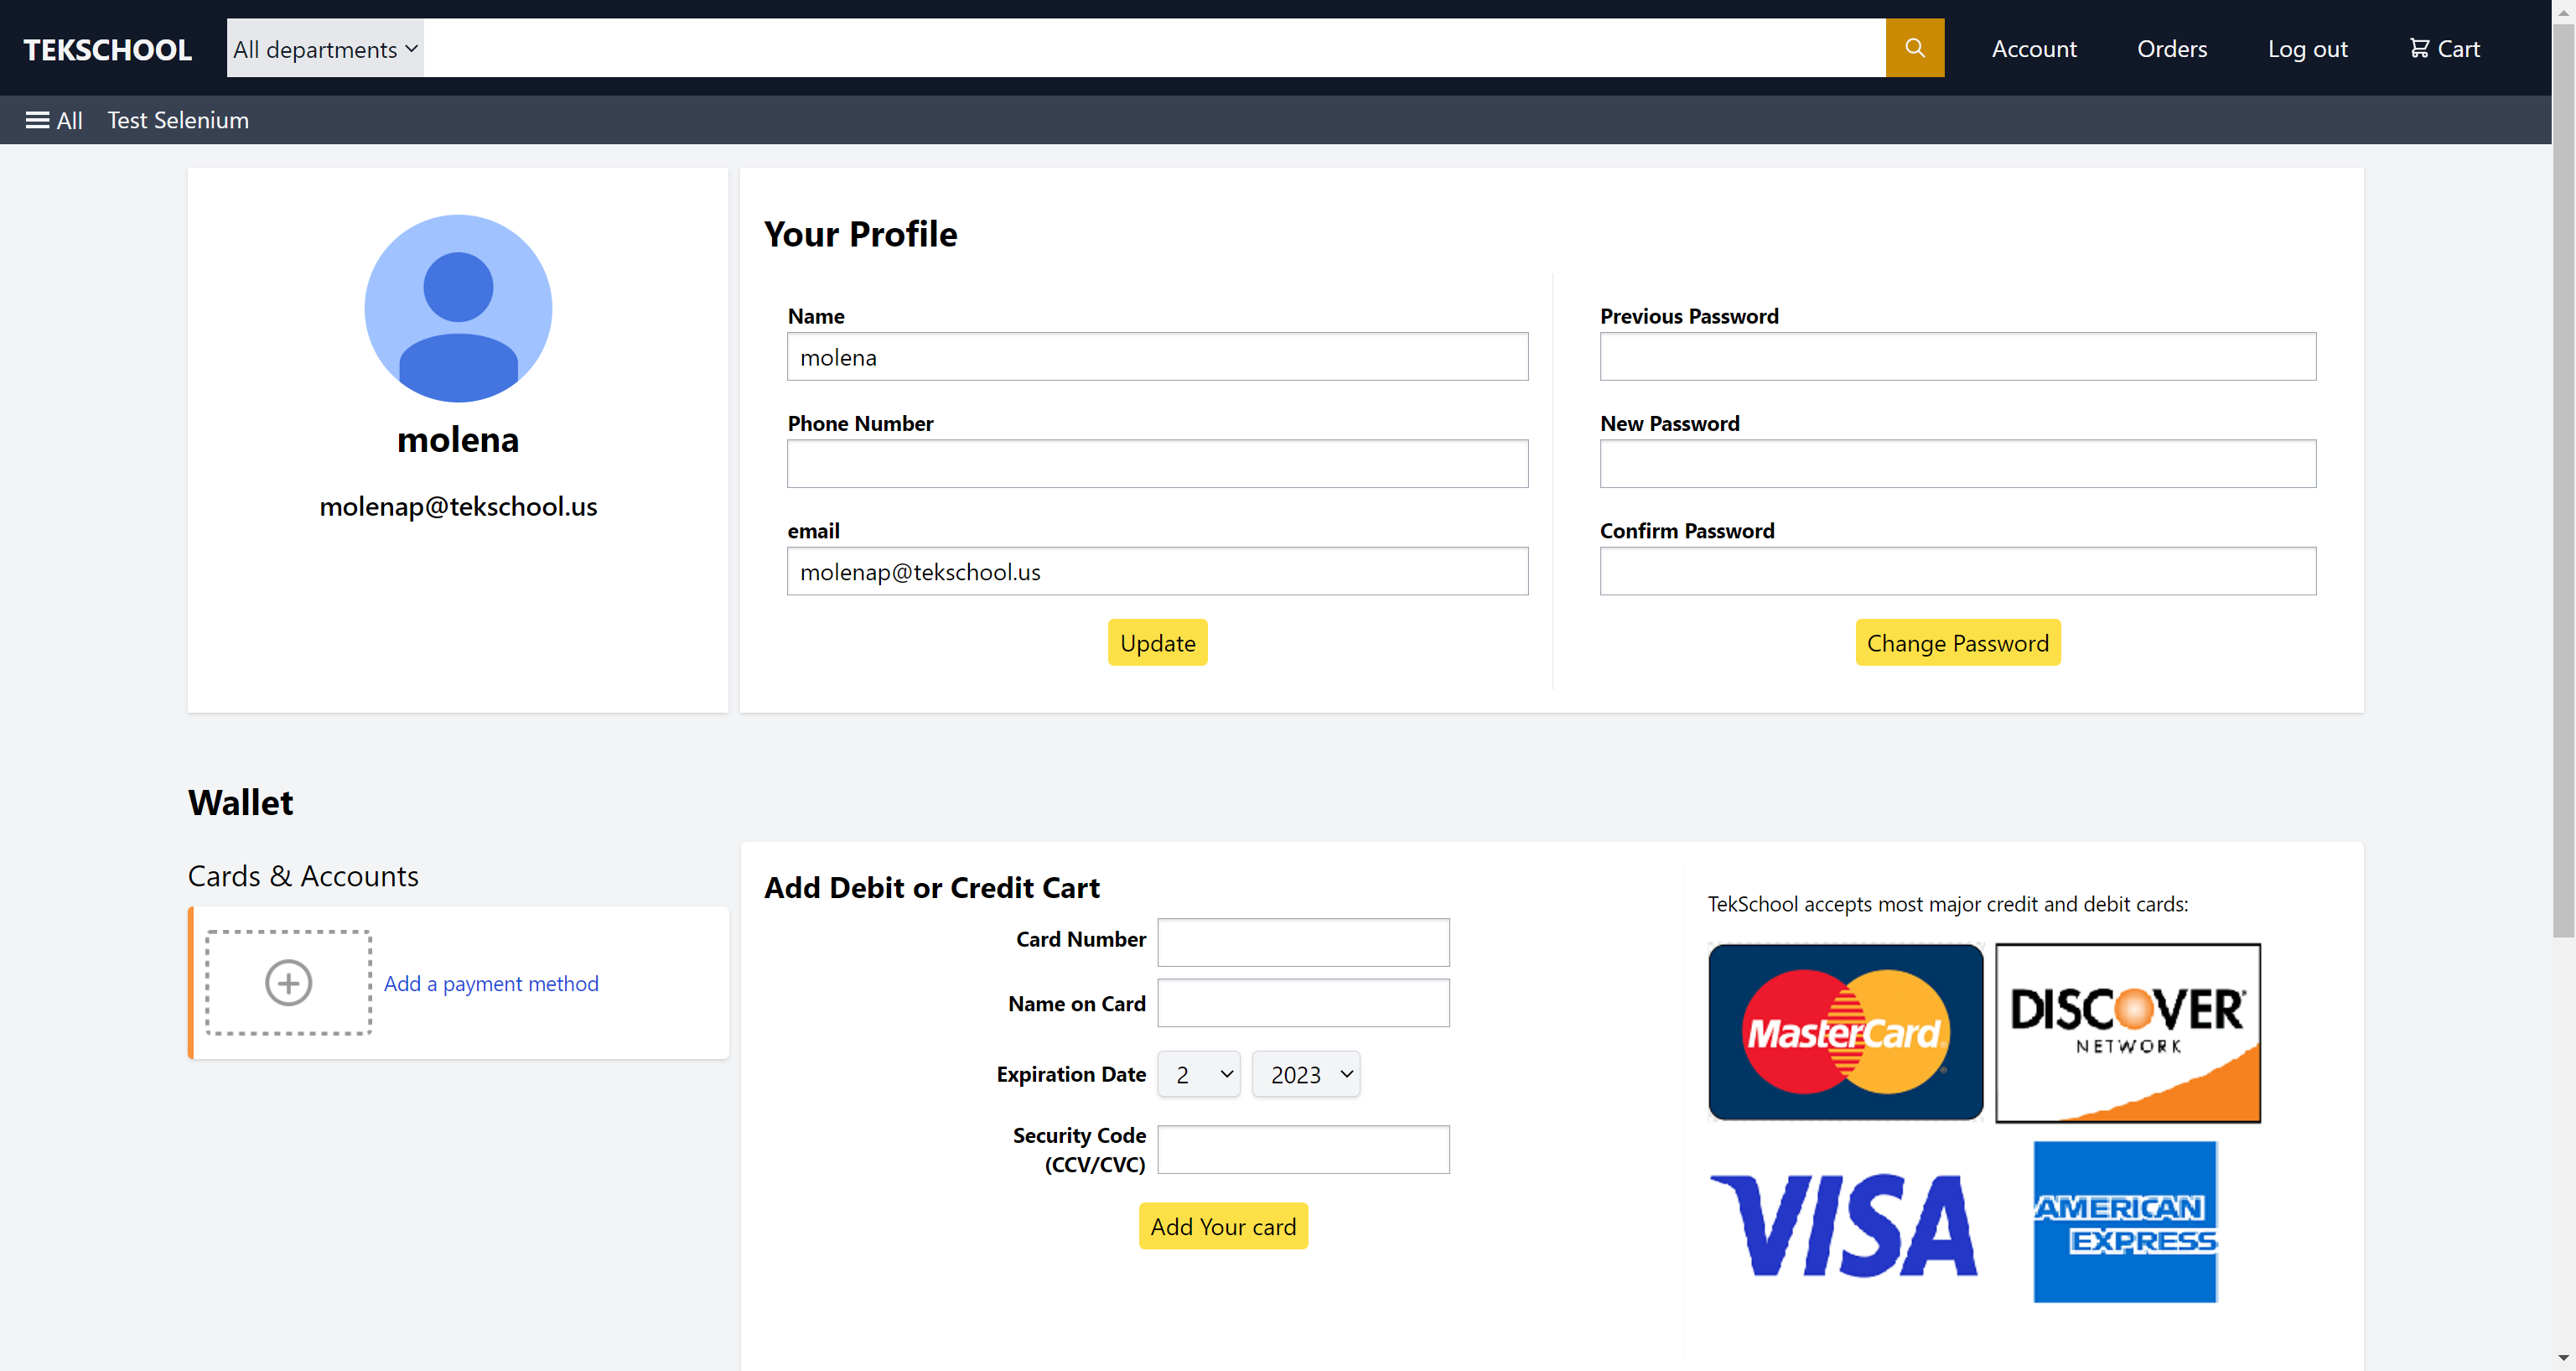 TEKSCHOOL
All departments
Account
Orders
Log out
Cart
All
Test Selenium
molena
molenap@tekschool.us
Your Profile
Name
molena
Phone Number
email
molenap@tekschool.us
Update
Previous Password
New Password
Confirm Password
Change Password
Wallet
Cards & Accounts
Add a payment method
Add Debit or Credit Cart
Card Number
Name on Card
Expiration Date
2
2023
Security Code
(CCV/CVC)
Add Your card
TekSchool accepts most major credit and debit cards:
MasterCard
DISCOVER
NETWORK
VISA
AMERICAN
EXPRESS